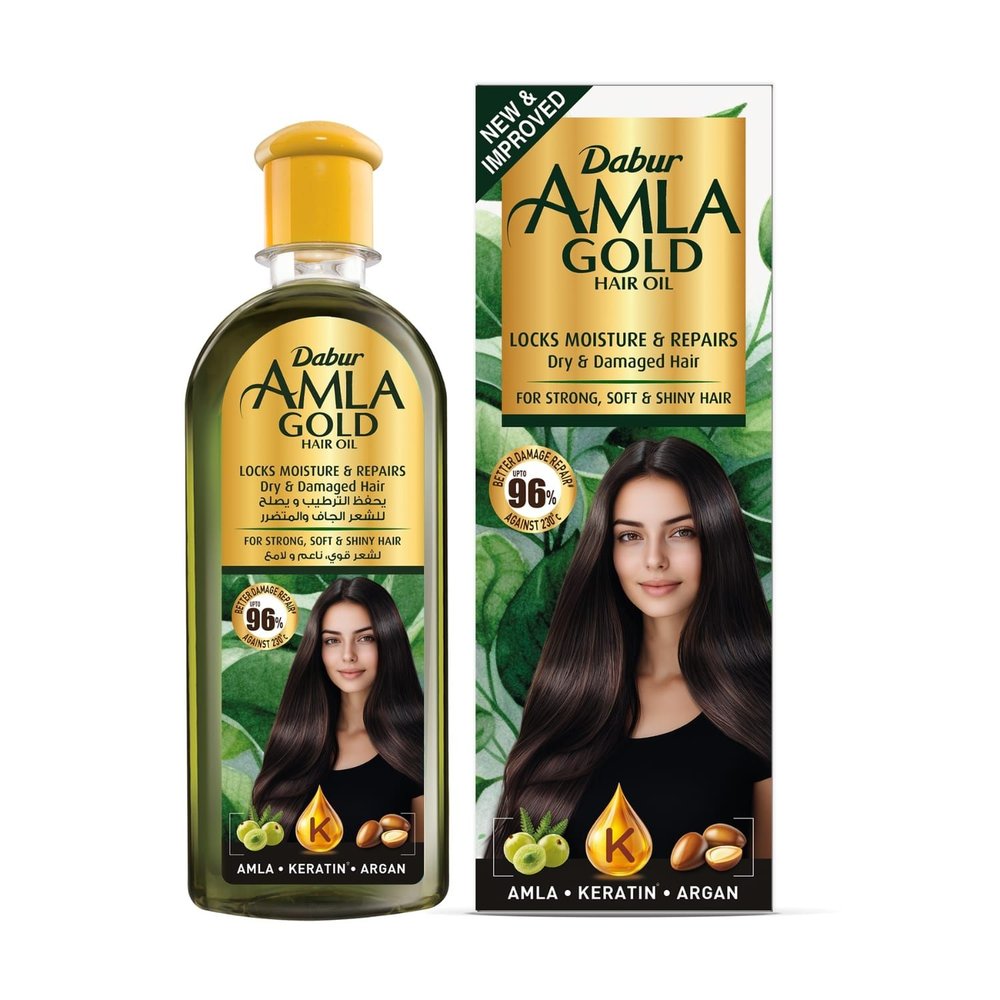 Dabur
AMLA
GOLD
HAIR OIL
LOCKS MOISTURE & REPAIRS
Dry & Damaged Hair
يحفظ الترطيب و يصلح
للشعر الجاف والمتضرر
FOR STRONG, SOFT & SHINY HAIR
لشعر قوي، ناعم و لامع
BETTER DAMAGE REPAIR#
UPTO
96%
AGAINST 230°C
K
AMLA • KERATIN° • ARGAN
NEW &
IMPROVED
Dabur
AMLA
GOLD
HAIR OIL
LOCKS MOISTURE & REPAIRS
Dry & Damaged Hair
FOR STRONG, SOFT & SHINY HAIR
BETTER DAMAGE REPAIR#
UPTO
96%
AGAINST 230°C
K
AMLA • KERATIN° • ARGAN